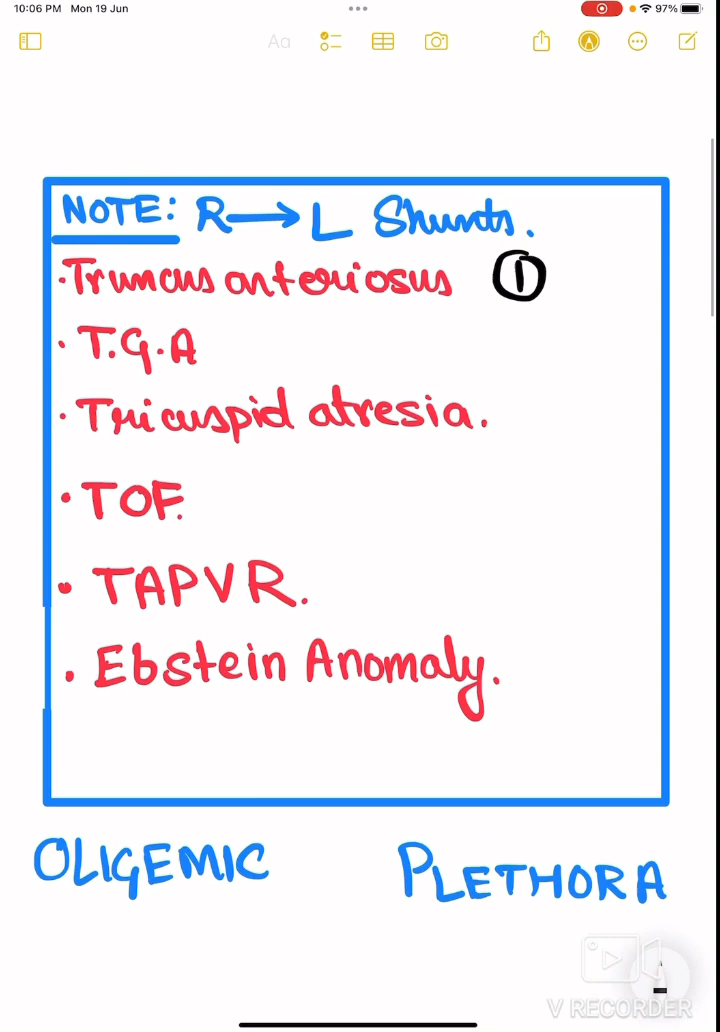 10:06 PM Mon 19 Jun
97%
Aa
NOTE: R→L Shunts.
·Truncus arteriosus ①
· T.G.A
· Tricuspid atresia.
· TOF.
· TAPVR.
· Ebstein Anomaly.
OLIGEMIC PLETHORA
V RECORDER